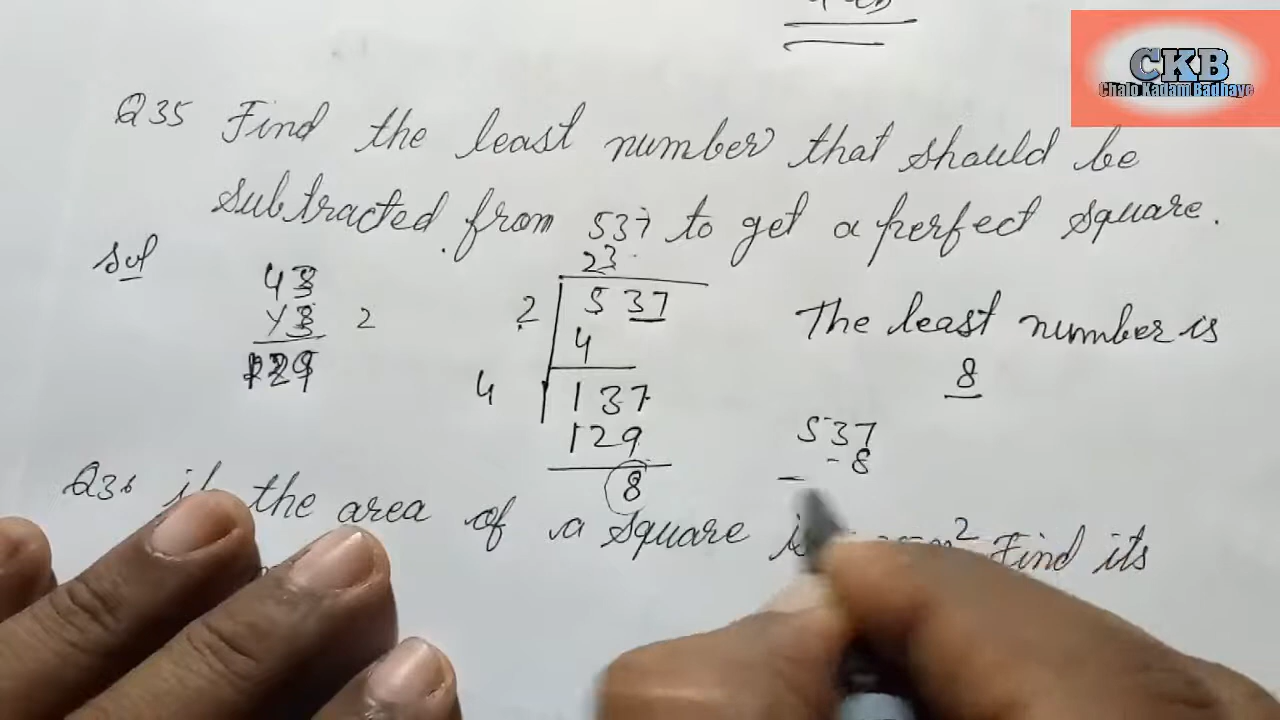 CKB
Chalo Kadam Badhaye
Q35 Find the least number that should be
subtracted from 537 to get a perfect square.
Sol
43
2
129
23
2 537
4
4 137
129
8
The least number is
8
537
-8
Q36 if the area of a square is
Find its